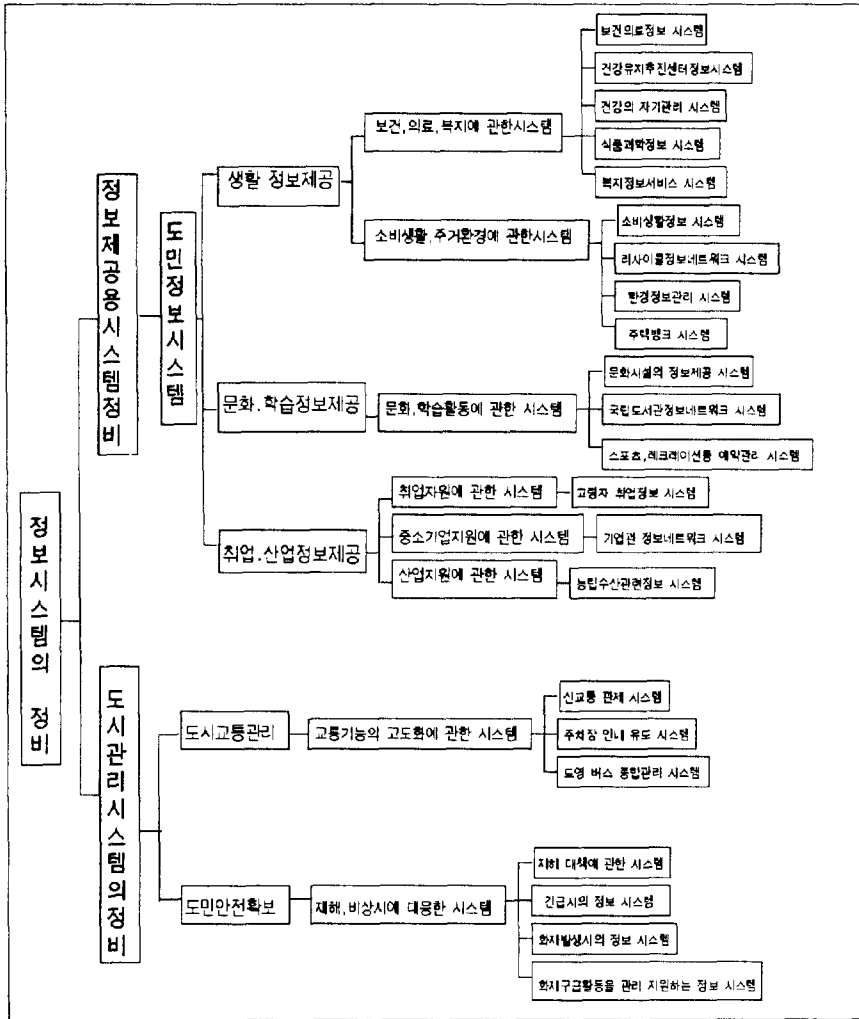 정보시스템의 정비
정보제공용시스템정비
도민정보시스템
생활 정보제공
보건,의료,복지에 관한시스템
보건의료정보 시스템
건강유지추진센터정보시스템
건강의 자기관리 시스템
식품과학정보 시스템
복지정보서비스 시스템
소비생활,주거환경에 관한시스템
소비생활정보 시스템
리사이클정보네트워크 시스템
환경정보관리 시스템
주택뱅크 시스템
문화.학습정보제공
문화,학습활동에 관한 시스템
문화시설의 정보제공 시스템
국립도서관정보네트워크 시스템
스포츠,레크레이션등 예약관리 시스템
취업.산업정보제공
취업자원에 관한 시스템
고령자 취업정보 시스템
중소기업지원에 관한 시스템
기업관 정보네트워크 시스템
산업지원에 관한 시스템
농림수산관련정보 시스템
도시관리시스템의정비
도시교통관리
교통기능의 고도화에 관한 시스템
신교통 관제 시스템
주차장 안내 유도 시스템
도영 버스 종합관리 시스템
도민안전확보
재해,비상시에 대응한 시스템
재해 대책에 관한 시스템
긴급시의 정보 시스템
화재발생시의 정보 시스템
화재구급활동을 관리 지원하는 정보 시스템